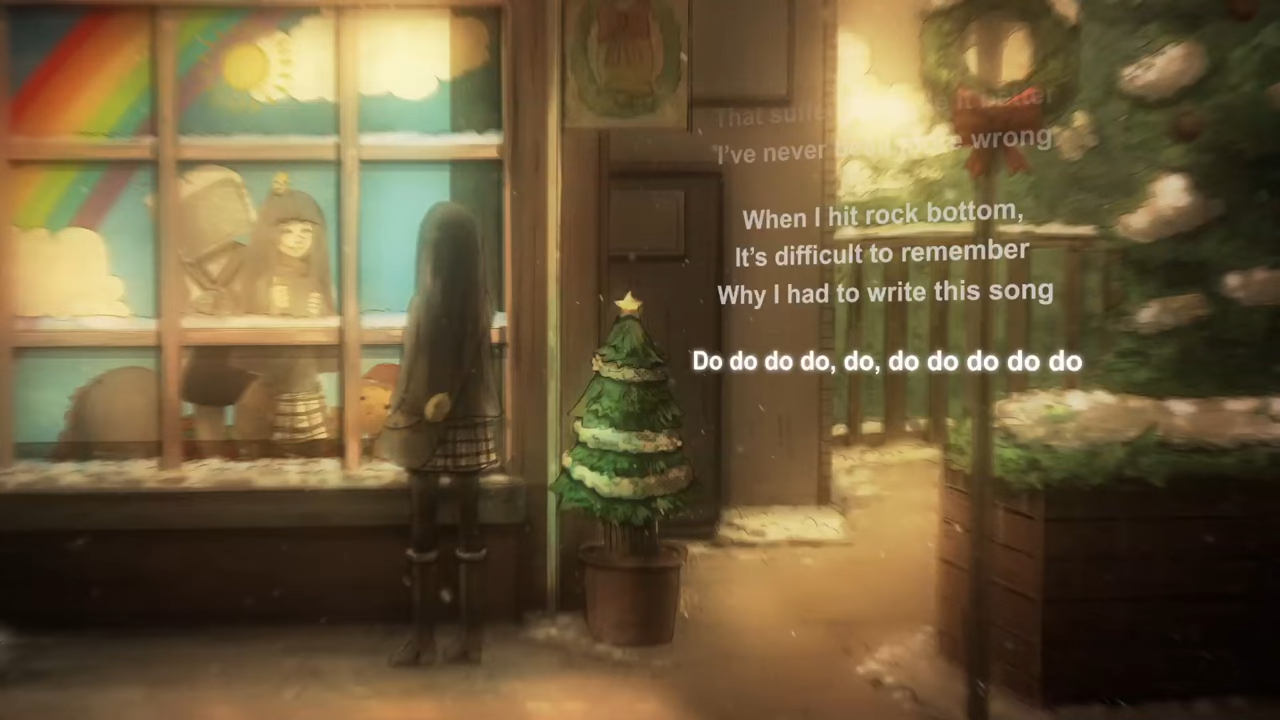 That
"I've never wrong
When I hit rock bottom,
It's difficult to remember
Why I had to write this song
Do do do do, do, do do do do do